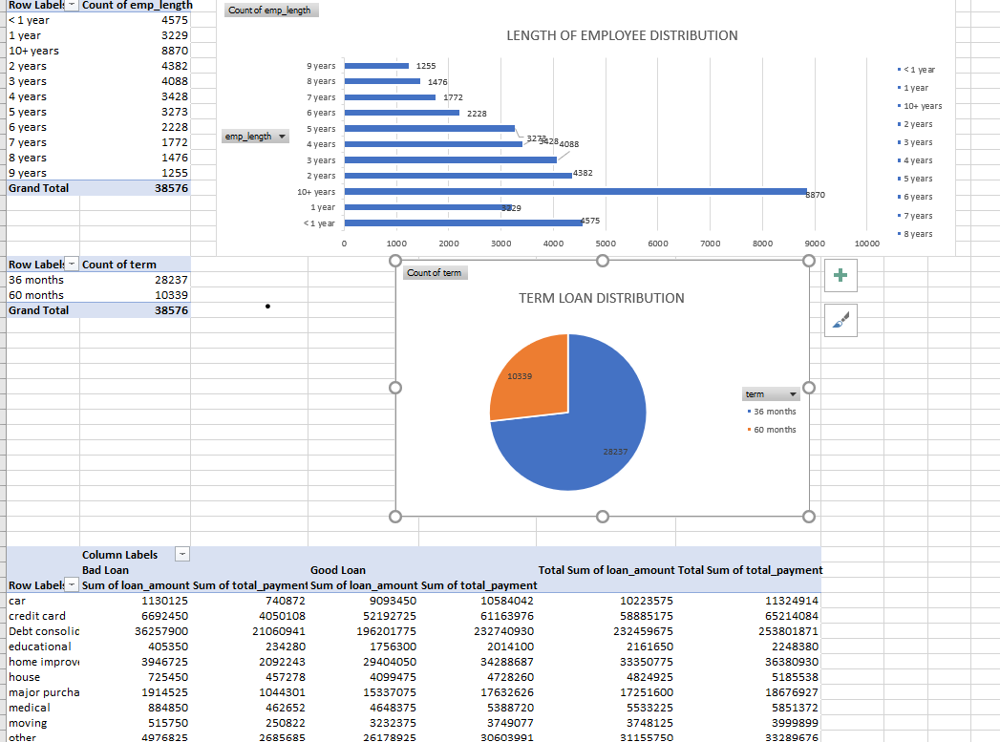 Row Labels Count of emp_length
< 1 year 4575
1 year 3229
10+ years 8870
2 years 4382
3 years 4088
4 years 3428
5 years 3273
6 years 2228
7 years 1772
8 years 1476
9 years 1255
Grand Total 38576
Count of emp_length
LENGTH OF EMPLOYEE DISTRIBUTION
emp_length
9 years 1255
8 years 1476
7 years 1772
6 years 2228
5 years 3273
4 years 3428
3 years 4088
2 years 4382
10+ years 8870
1 year 3229
< 1 year 4575
0 1000 2000 3000 4000 5000 6000 7000 8000 9000 10000
< 1 year
1 year
10+ years
2 years
3 years
4 years
5 years
6 years
7 years
8 years
Row Labels Count of term
36 months 28237
60 months 10339
Grand Total 38576
Count of term
TERM LOAN DISTRIBUTION
10339
28237
term
36 months
60 months
Column Labels
Bad Loan Good Loan Total Sum of loan_amount Total Sum of total_payment
Row Labels Sum of loan_amount Sum of total_payment Sum of loan_amount Sum of total_payment
car 1130125 740872 9093450 10584042 10223575 11324914
credit card 6692450 4050108 52192725 61163976 58885175 65214084
Debt consolic 36257900 21060941 196201775 232740930 232459675 253801871
educational 405350 234280 1756300 2014100 2161650 2248380
home improve 3946725 2092243 29404050 34288687 33350775 36380930
house 725450 457278 4099475 4728260 4824925 5185538
major purcha 1914525 1044301 15337075 17632626 17251600 18676927
medical 884850 462652 4648375 5388720 5533225 5851372
moving 515750 250822 3232375 3749077 3748125 3999899
other 4976825 2685685 26178925 30603991 31155750 33289676